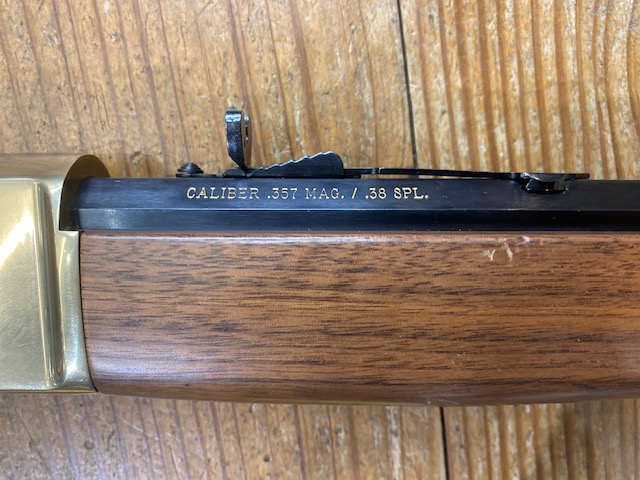 CALIBER .357 MAG. / .38 SPL.